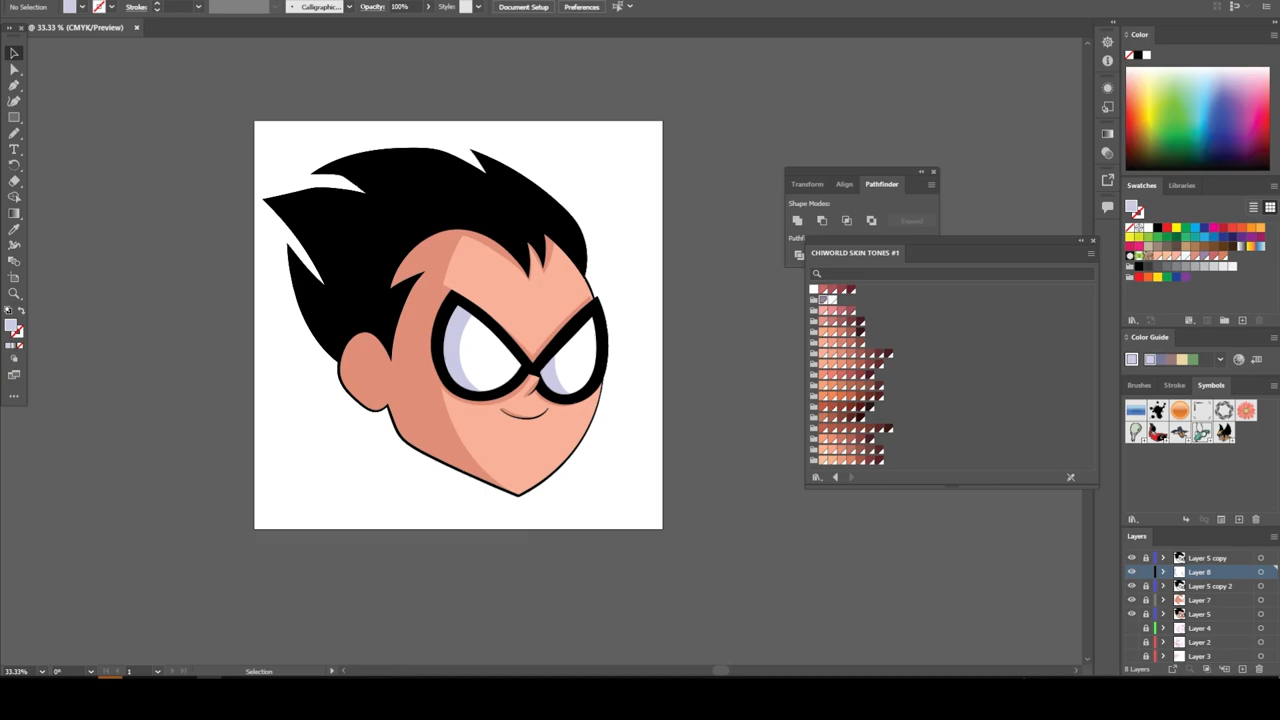 No Selection Stroke: Calligraphic... Opacity: 100% Style: Document Setup Preferences
@ 33.33 % (CMYK/Preview)
Color
Transform Align Pathfinder
Shape Modes:
Expand
Pathf
CHIWORLD SKIN TONES #1
Swatches Libraries
Color Guide
Brushes Stroke Symbols
Layers
Layer 5 copy
Layer 8
Layer 5 copy 2
Layer 7
Layer 5
Layer 4
Layer 2
Layer 3
8 Layers
33.33% 0° 1 Selection